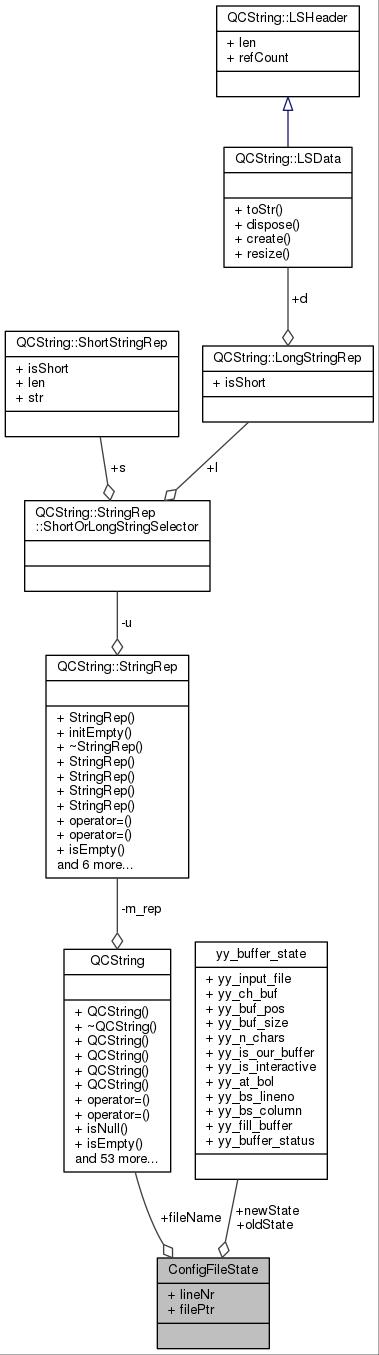 QCString::LSHeader
+ len
+ refCount
QCString::LSData
+ toStr()
+ dispose()
+ create()
+ resize()
+d
QCString::ShortStringRep
+ isShort
+ len
+ str
QCString::LongStringRep
+ isShort
+s
+l
QCString::StringRep
::ShortOrLongStringSelector
-u
QCString::StringRep
+ StringRep()
+ initEmpty()
+ ~StringRep()
+ StringRep()
+ StringRep()
+ StringRep()
+ StringRep()
+ operator=()
+ operator=()
+ isEmpty()
and 6 more...
-m_rep
QCString
+ QCString()
+ ~QCString()
+ QCString()
+ QCString()
+ QCString()
+ QCString()
+ operator=()
+ operator=()
+ isNull()
+ isEmpty()
and 53 more...
yy_buffer_state
+ yy_input_file
+ yy_ch_buf
+ yy_buf_pos
+ yy_buf_size
+ yy_n_chars
+ yy_is_our_buffer
+ yy_is_interactive
+ yy_at_bol
+ yy_bs_lineno
+ yy_bs_column
+ yy_fill_buffer
+ yy_buffer_status
+fileName
+newState
+oldState
ConfigFileState
+ lineNr
+ filePtr